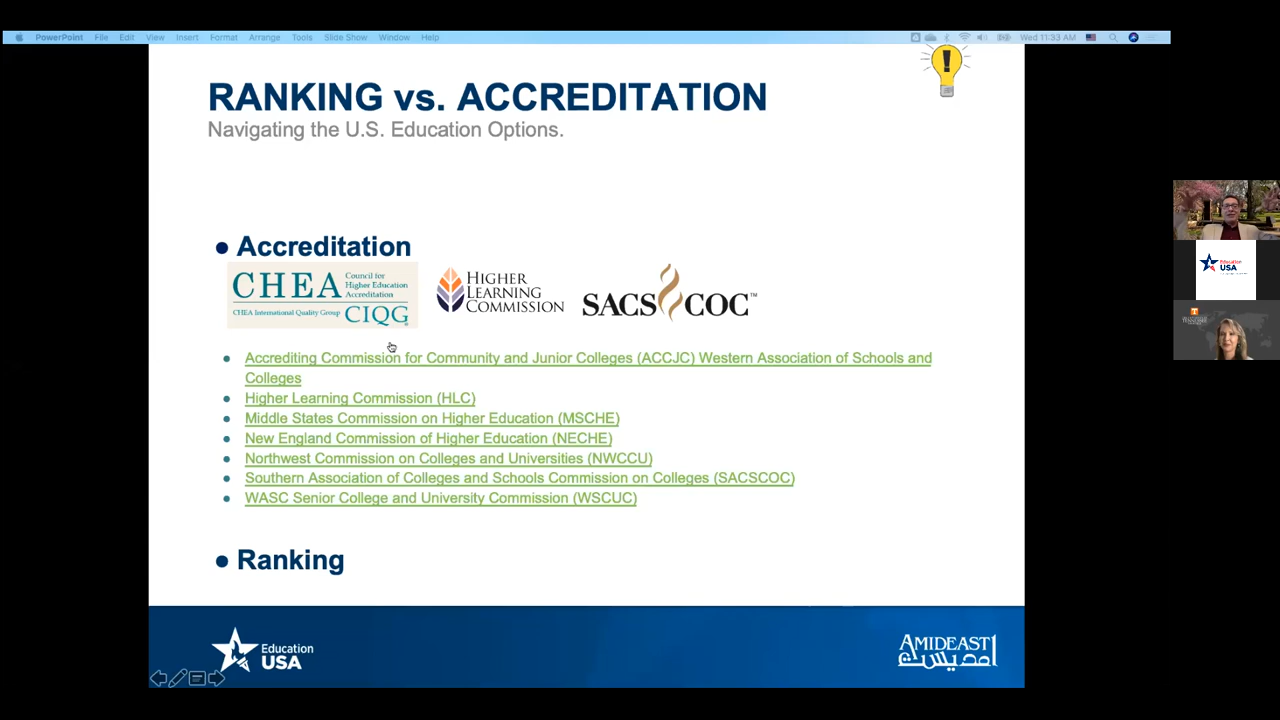 PowerPoint File Edit View Insert Format Arrange Tools Slide Show Window Help Wed 11:33 AM
RANKING vs. ACCREDITATION
Navigating the U.S. Education Options.
● Accreditation
CHEA Council for Higher Education Accreditation
CHEA International Quality Group CIQG
HIGHER
LEARNING
COMMISSION
SACS COC™
● Accrediting Commission for Community and Junior Colleges (ACCJC) Western Association of Schools and
Colleges
● Higher Learning Commission (HLC)
● Middle States Commission on Higher Education (MSCHE)
● New England Commission of Higher Education (NECHE)
● Northwest Commission on Colleges and Universities (NWCCU)
● Southern Association of Colleges and Schools Commission on Colleges (SACSCOC)
● WASC Senior College and University Commission (WSCUC)
● Ranking
Education
USA
AMIDEAST
أمديست
Education
USA